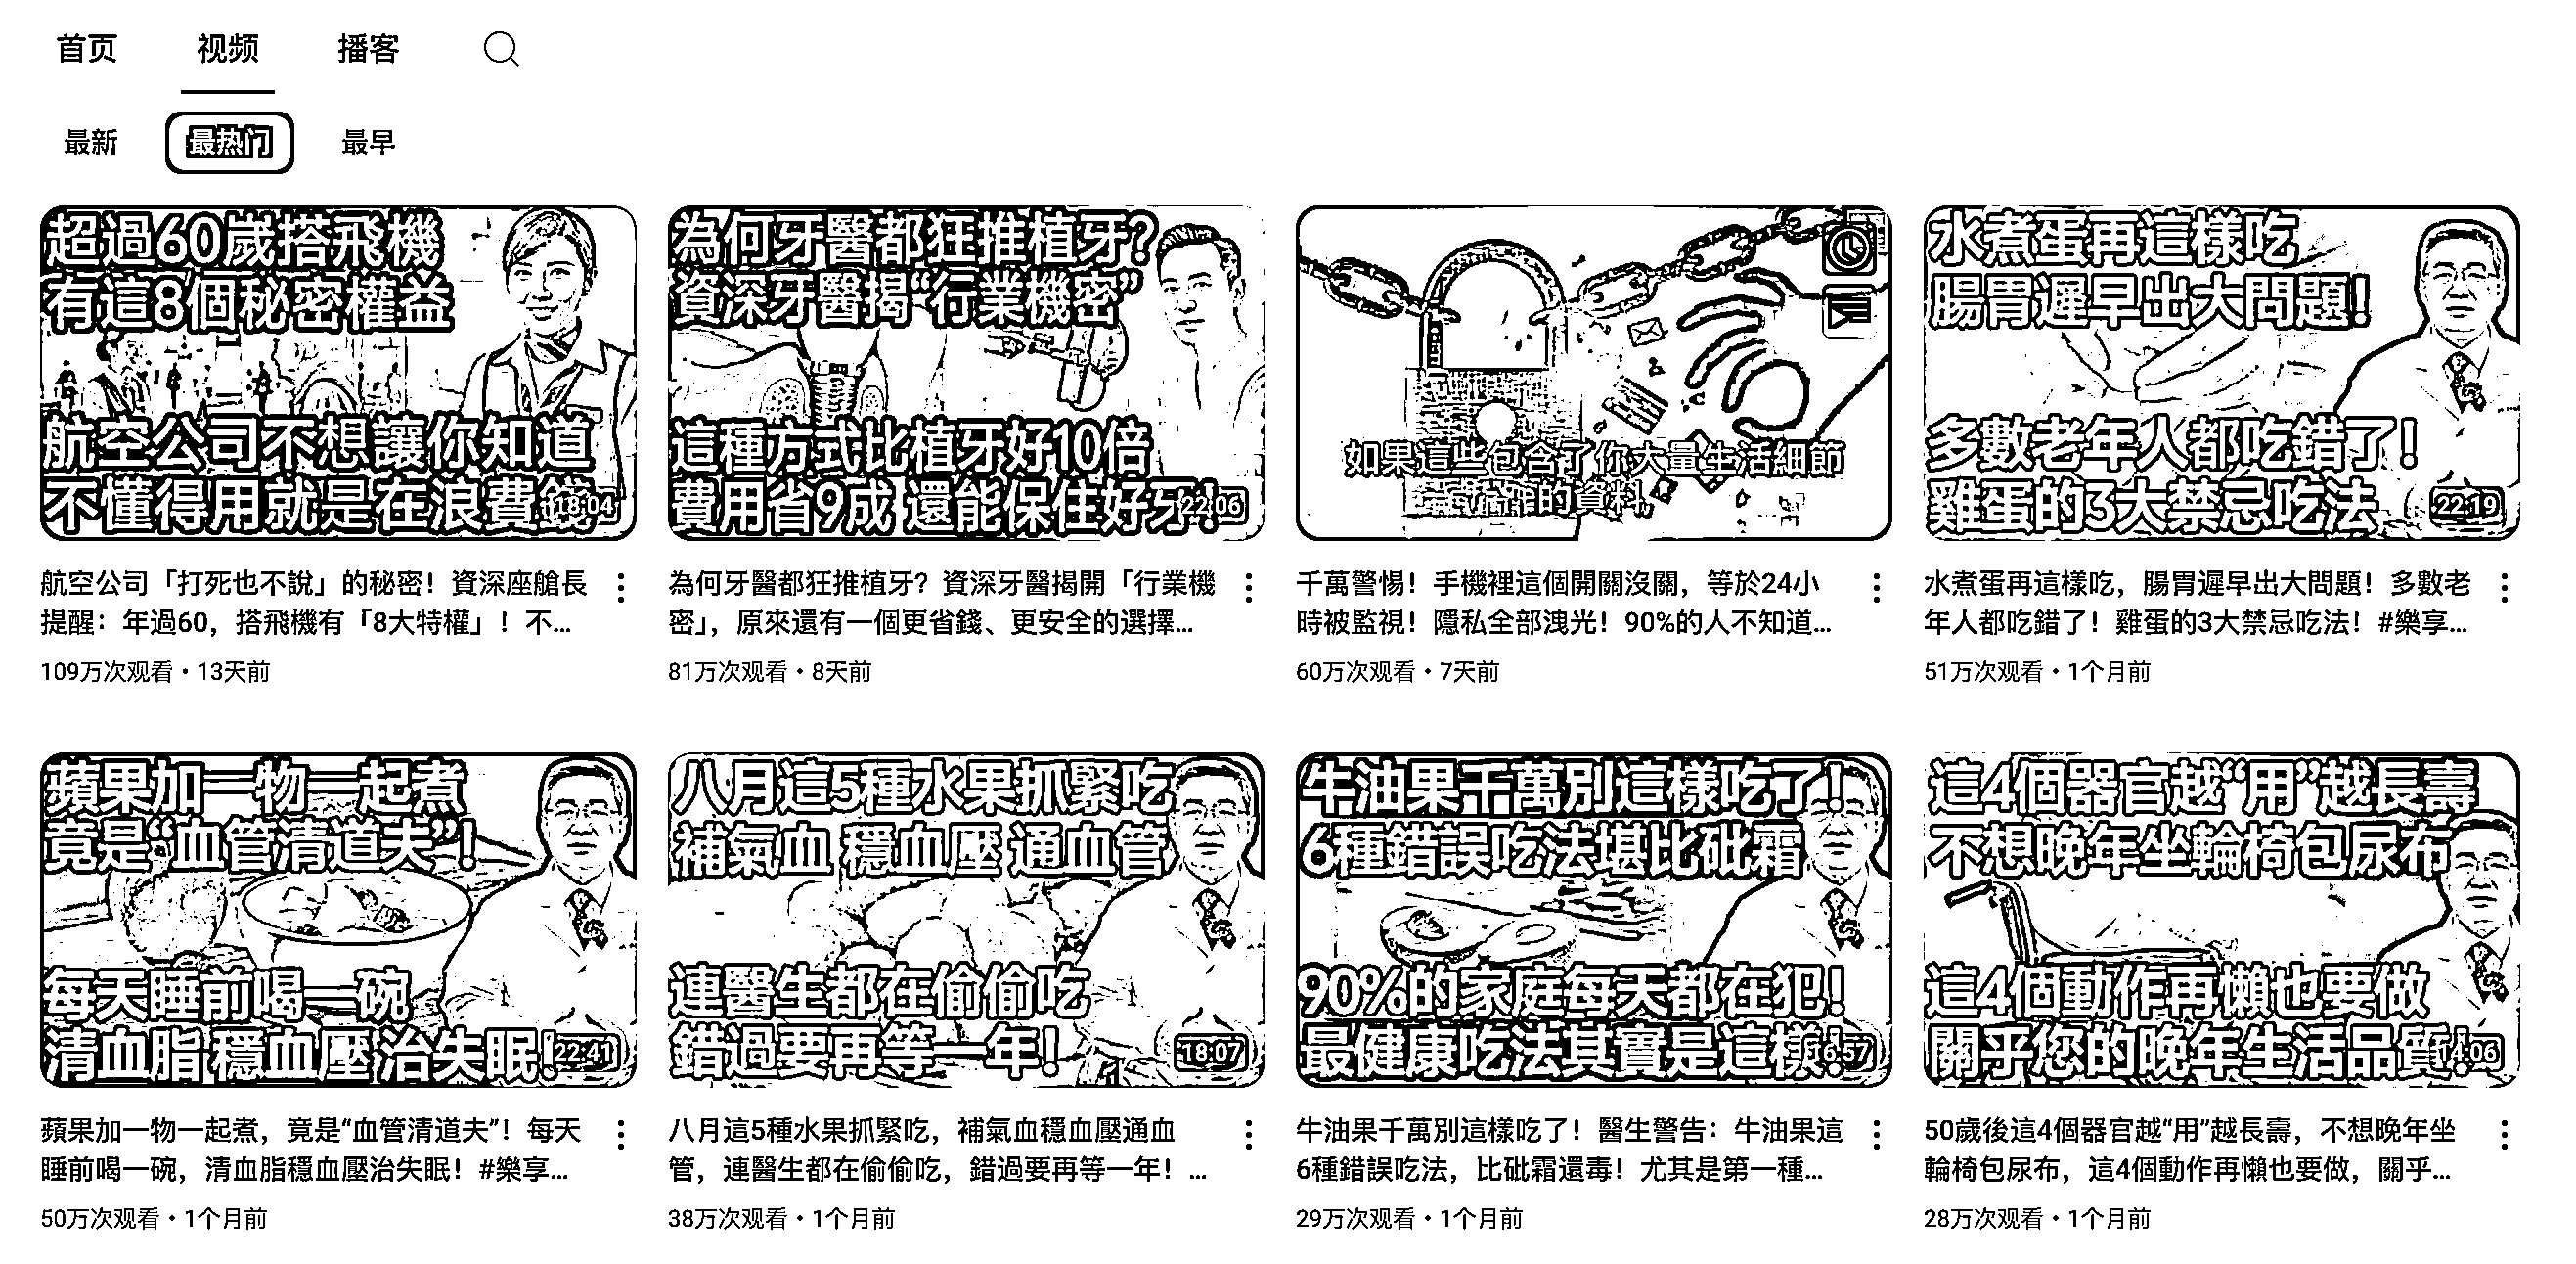 首页 视频 播客
最新 最热门 最早
超過60歲搭飛機
有這8個秘密權益
航空公司不想讓你知道
不懂得用就是在浪費
18:04
航空公司「打死也不說」的秘密！資深座艙長
提醒：年過60，搭飛機有「8大特權」！不...
109万次观看•13天前
為何牙醫都狂推植牙?
資深牙醫揭“行業機密”
這種方式比植牙好10倍
費用省9成 還能保住好牙!
22:06
為何牙醫都狂推植牙？資深牙醫揭開「行業機
密」，原來還有一個更省錢、更安全的選擇...
81万次观看•8天前
如果這些包含了你大量生活細節
的資料
千萬警惕！手機裡這個開關沒關，等於24小
時被監視！隱私全部洩光！90%的人不知道...
60万次观看•7天前
水煮蛋再這樣吃
腸胃遲早出大問題!
多數老年人都吃錯了!
雞蛋的3大禁忌吃法
22:19
水煮蛋再這樣吃，腸胃遲早出大問題！多數老
年人都吃錯了！雞蛋的3大禁忌吃法！#樂享...
51万次观看•1个月前
蘋果加一物一起煮
竟是“血管清道夫”!
每天睡前喝一碗
清血脂 穩血壓 治失眠!
22:41
蘋果加一物一起煮，竟是“血管清道夫”！每天
睡前喝一碗，清血脂穩血壓治失眠！#樂享...
50万次观看•1个月前
八月這5種水果抓緊吃
補氣血 穩血壓 通血管
連醫生都在偷偷吃
錯過要再等一年!
18:07
八月這5種水果抓緊吃，補氣血穩血壓通血
管，連醫生都在偷偷吃，錯過要再等一年！...
38万次观看•1个月前
牛油果千萬別這樣吃了!
6種錯誤吃法堪比砒霜
90%的家庭每天都在犯!
最健康吃法其實是這樣!
牛油果千萬別這樣吃了！醫生警告：牛油果這
6種錯誤吃法，比砒霜還毒！尤其是第一種...
29万次观看•1个月前
這4個器官越“用”越長壽
不想晚年坐輪椅包尿布
這4個動作再懶也要做
關乎您的晚年生活品質!
14:06
50歲後這4個器官越“用”越長壽，不想晚年坐
輪椅包尿布，這4個動作再懶也要做，關乎...
28万次观看•1个月前